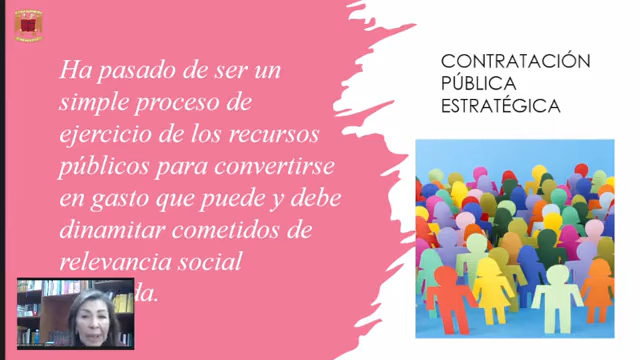 Ha pasado de ser un
simple proceso de
ejercicio de los recursos
públicos para convertirse
en gasto que puede y debe
dinamitar cometidos de
relevancia social
da.
CONTRATACIÓN
PÚBLICA
ESTRATÉGICA